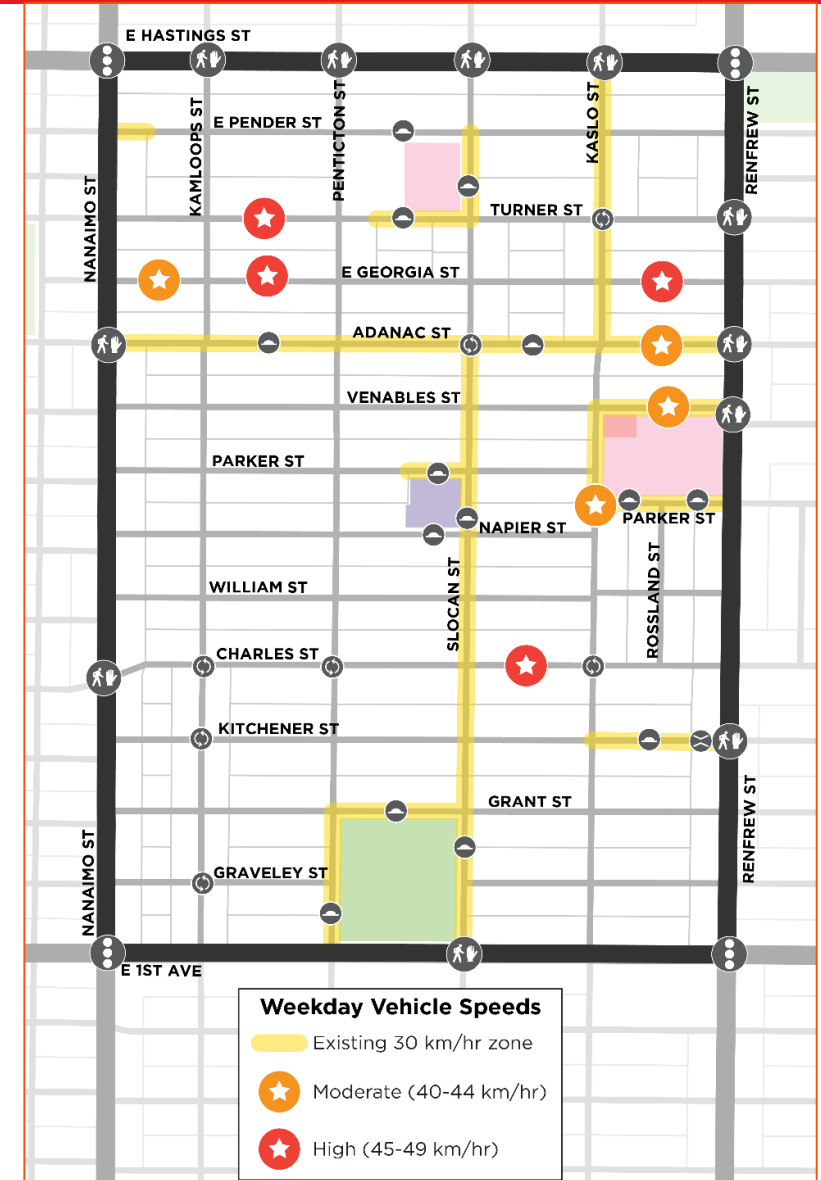 E HASTINGS ST
KAMLOOPS ST
PENTICTON ST
KASLO ST
RENFREW ST
E PENDER ST
NANAIMO ST
TURNER ST
E GEORGIA ST
ADANAC ST
VENABLES ST
PARKER ST
PARKER ST
NAPIER ST
SLOCAN ST
ROSSLAND ST
WILLIAM ST
CHARLES ST
KITCHENER ST
GRANT ST
RENFREW ST
NANAIMO ST
GRAVELEY ST
E 1ST AVE
Weekday Vehicle Speeds
Existing 30 km/hr zone
Moderate (40-44 km/hr)
High (45-49 km/hr)